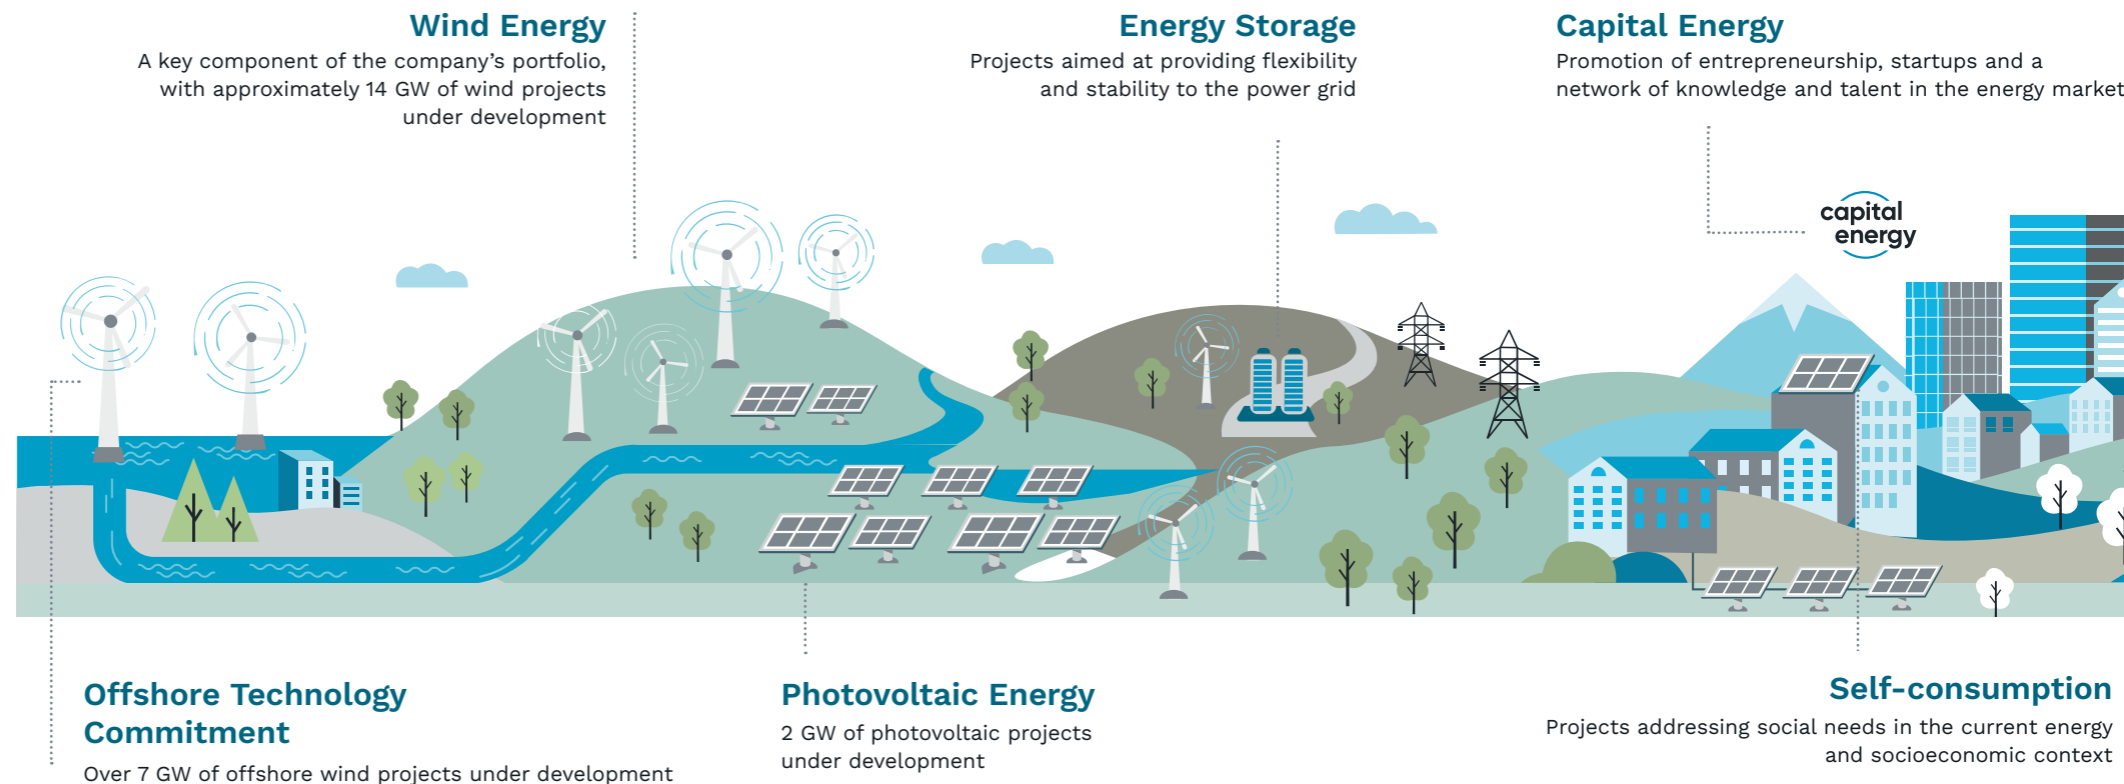 Wind Energy
A key component of the company’s portfolio,
with approximately 14 GW of wind projects
under development
Energy Storage
Projects aimed at providing flexibility
and stability to the power grid
Capital Energy
Promotion of entrepreneurship, startups and a
network of knowledge and talent in the energy market
capital
energy
Offshore Technology
Commitment
Over 7 GW of offshore wind projects under development
Photovoltaic Energy
2 GW of photovoltaic projects
under development
Self-consumption
Projects addressing social needs in the current energy
and socioeconomic context